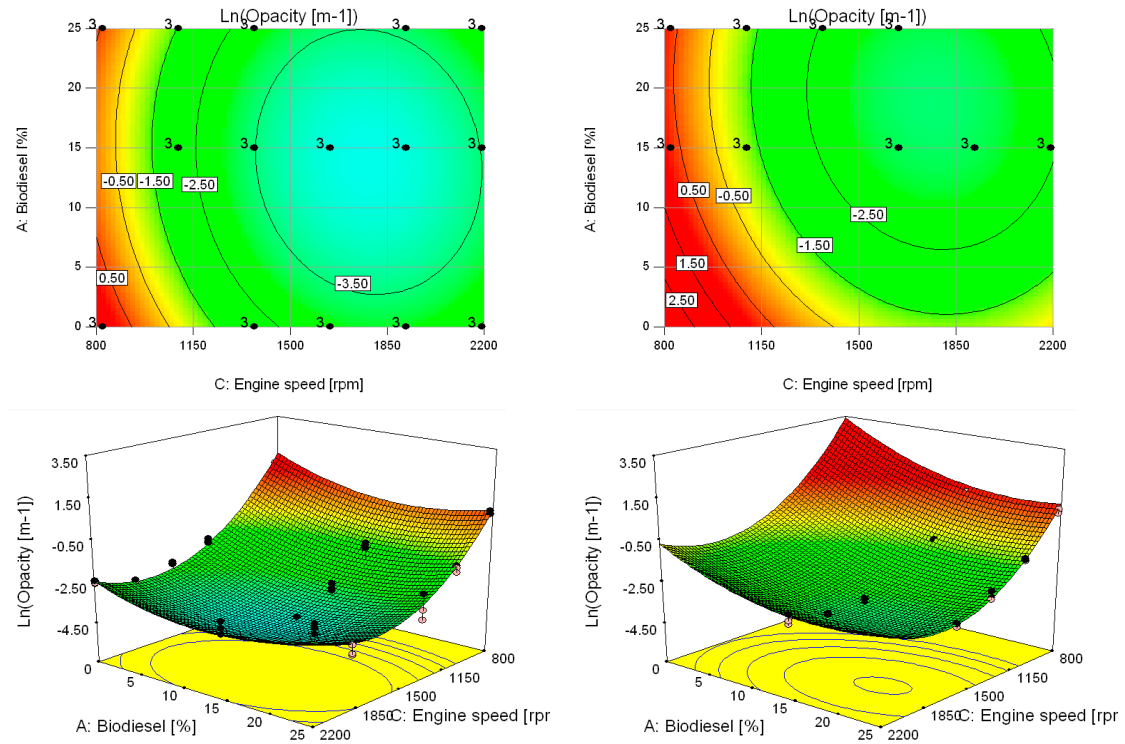 Ln(Opacity [m-1])
A: Biodiesel [%]
25
20
15
10
5
0
3 3 3 3 3
3 3 3 3 3
3 3 3 3 3
-0.50 -1.50 -2.50
0.50
-3.50
800 1150 1500 1850 2200
C: Engine speed [rpm]
Ln(Opacity [m-1])
A: Biodiesel [%]
25
20
15
10
5
0
3 3 3 3
3 3 3 3 3
0.50
-0.50
-2.50
-1.50
1.50
2.50
800 1150 1500 1850 2200
C: Engine speed [rpm]
Ln(Opacity [m-1])
3.50
1.50
-0.50
-2.50
-4.50
0
5
10
15
20
25
A: Biodiesel [%]
800
1150
1500
1850
2200
C: Engine speed [rpr
Ln(Opacity [m-1])
3.50
1.50
-0.50
-2.50
-4.50
0
5
10
15
20
25
A: Biodiesel [%]
800
1150
1500
1850
2200
C: Engine speed [rpr